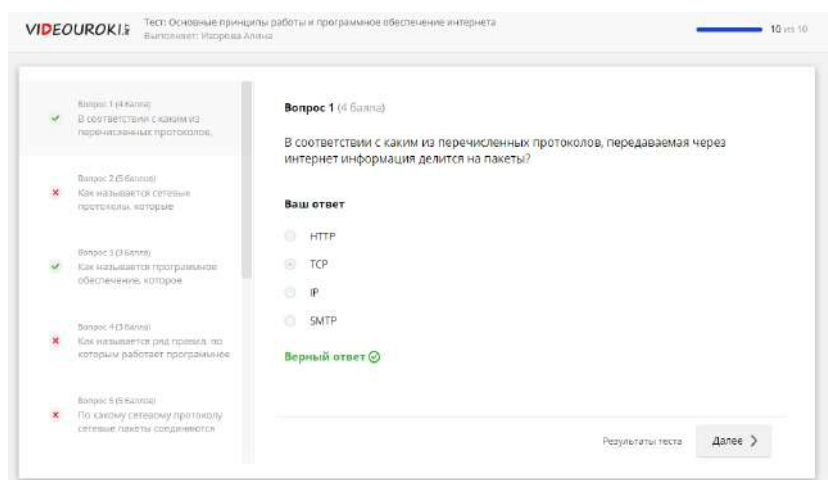 VIDEOUROKI
Тест: Основные принципы работы и программное обеспечение интернета
Выполняет: Алина
10 из 10
Вопрос 1 (4 балла)
В соответствии с каким из
перечисленных протоколов,
Вопрос 2 (5 баллов)
Как называется сетевые
протоколы, которые
Вопрос 3 (3 балла)
Как называется программное
обеспечение, которое
Вопрос 4 (3 балла)
Как называется ряд правил, по
которым работает программное
Вопрос 5 (5 баллов)
По какому сетевому протоколу
сетевые пакеты соединяются
Вопрос 1 (4 балла)
В соответствии с каким из перечисленных протоколов, передаваемая через
интернет информация делится на пакеты?
Ваш ответ
HTTP
TCP
IP
SMTP
Верный ответ
Результаты теста
Далее